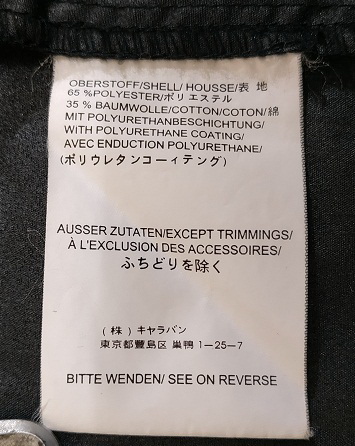 OBERSTOFF/SHELL/ HOUSSE/表 地
65 %POLYESTER/ポリエステル
35 % BAUMWOLLE/COTTON/COTON/綿
MIT POLYURETHANBESCHICHTUNG/
WITH POLYURETHANE COATING/
AVEC ENDUCTION POLYURETHANE/
(ポリウレタンコーィテング)
AUSSER ZUTATEN/EXCEPT TRIMMINGS/
À L'EXCLUSION DES ACCESSOIRES/
ふちどりを除く
(株) キャラバン
東京都豐島区 巣鴨 1-25-7
BITTE WENDEN/ SEE ON REVERSE